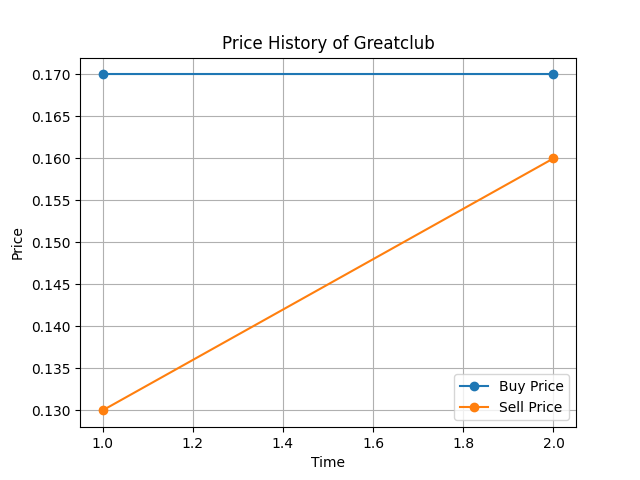 Price History of Greatclub
Price
0.170
0.165
0.160
0.155
0.150
0.145
0.140
0.135
0.130
Buy Price
Sell Price
1.0 1.2 1.4 1.6 1.8 2.0
Time